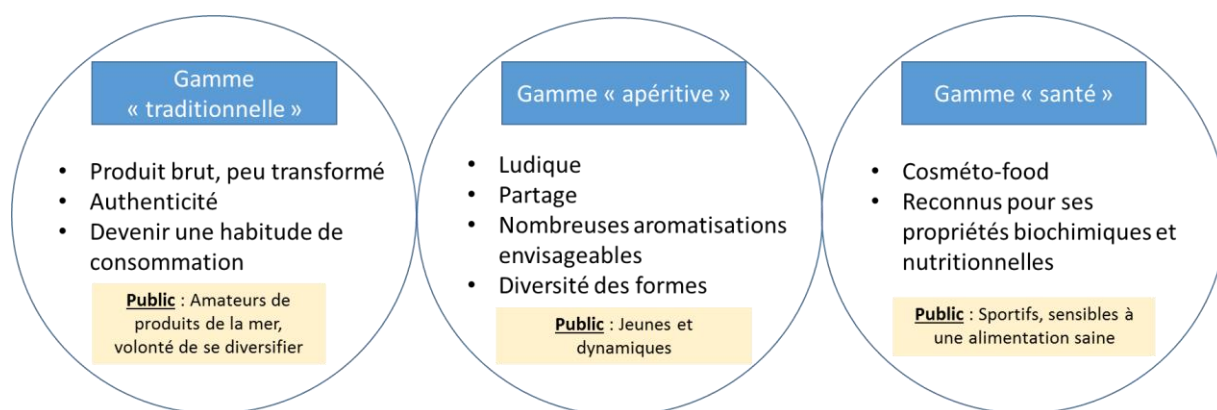 Gamme
« traditionnelle »
• Produit brut, peu transformé
• Authenticité
• Devenir une habitude de
consommation
Public : Amateurs de
produits de la mer,
volonté de se diversifier
Gamme « apéritive »
• Ludique
• Partage
• Nombreuses aromatisations
envisageables
• Diversité des formes
Public : Jeunes et
dynamiques
Gamme « santé »
• Cosméto-food
• Reconnus pour ses
propriétés biochimiques et
nutritionnelles
Public : Sportifs, sensibles à
une alimentation saine